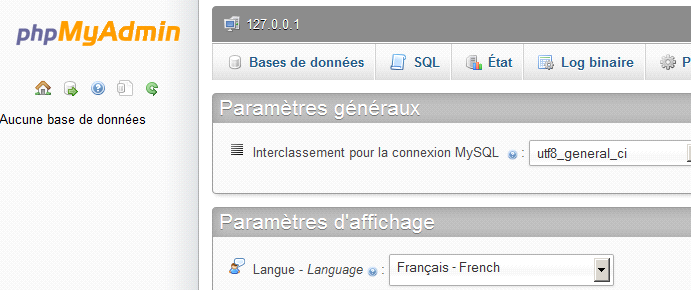 phpMyAdmin
Aucune base de données
127.0.0.1
Bases de données SQL État Log binaire P
Paramètres généraux
Interclassement pour la connexion MySQL : utf8_general_ci
Paramètres d'affichage
Langue - Language : Français - French